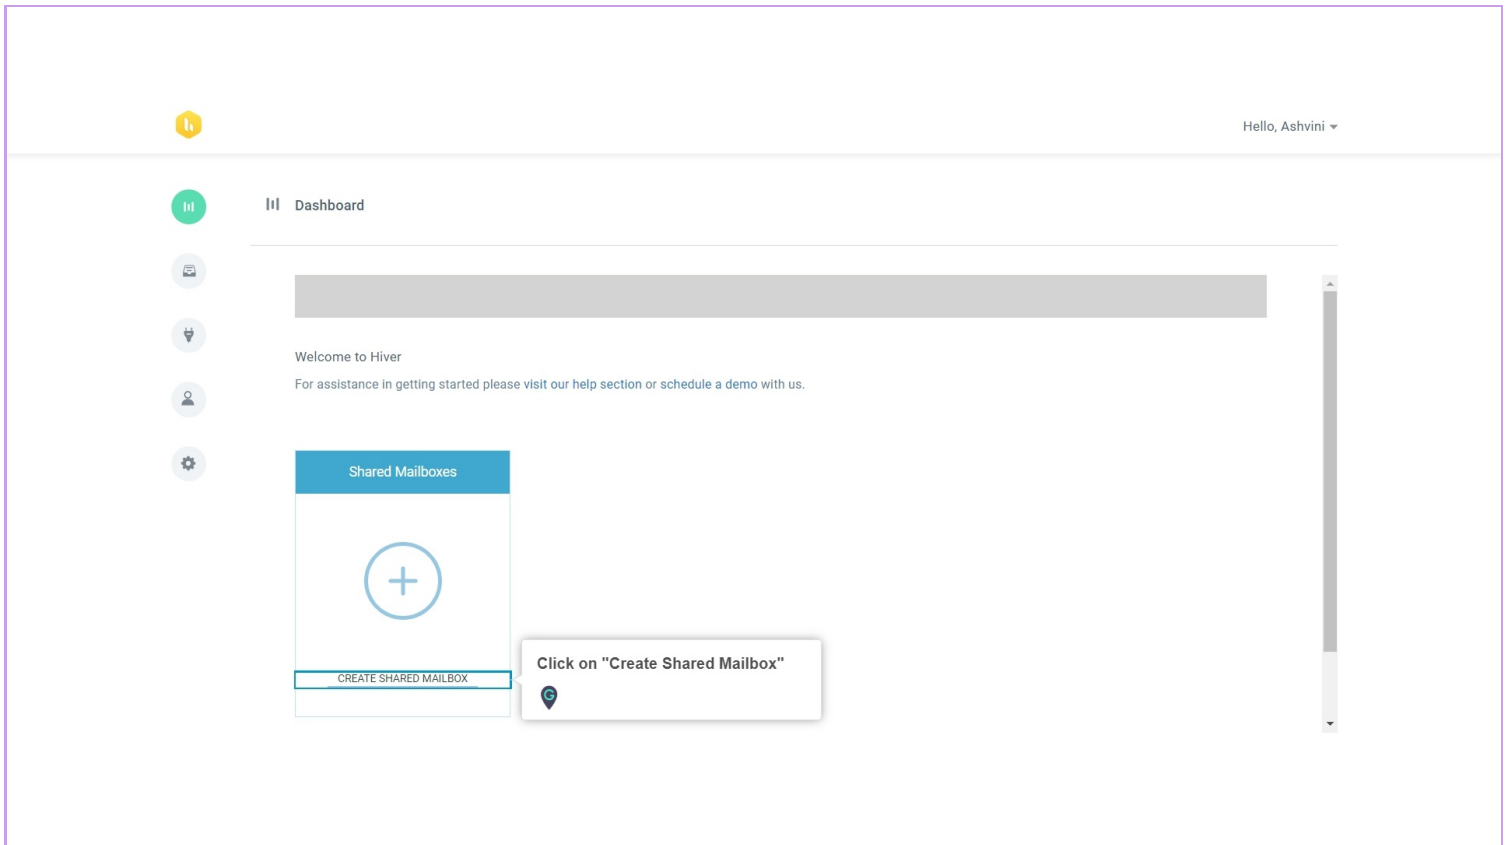 Hello, Ashvini
Dashboard
Welcome to Hiver
For assistance in getting started please visit our help section or schedule a demo with us.
Shared Mailboxes
CREATE SHARED MAILBOX
Click on "Create Shared Mailbox"
G